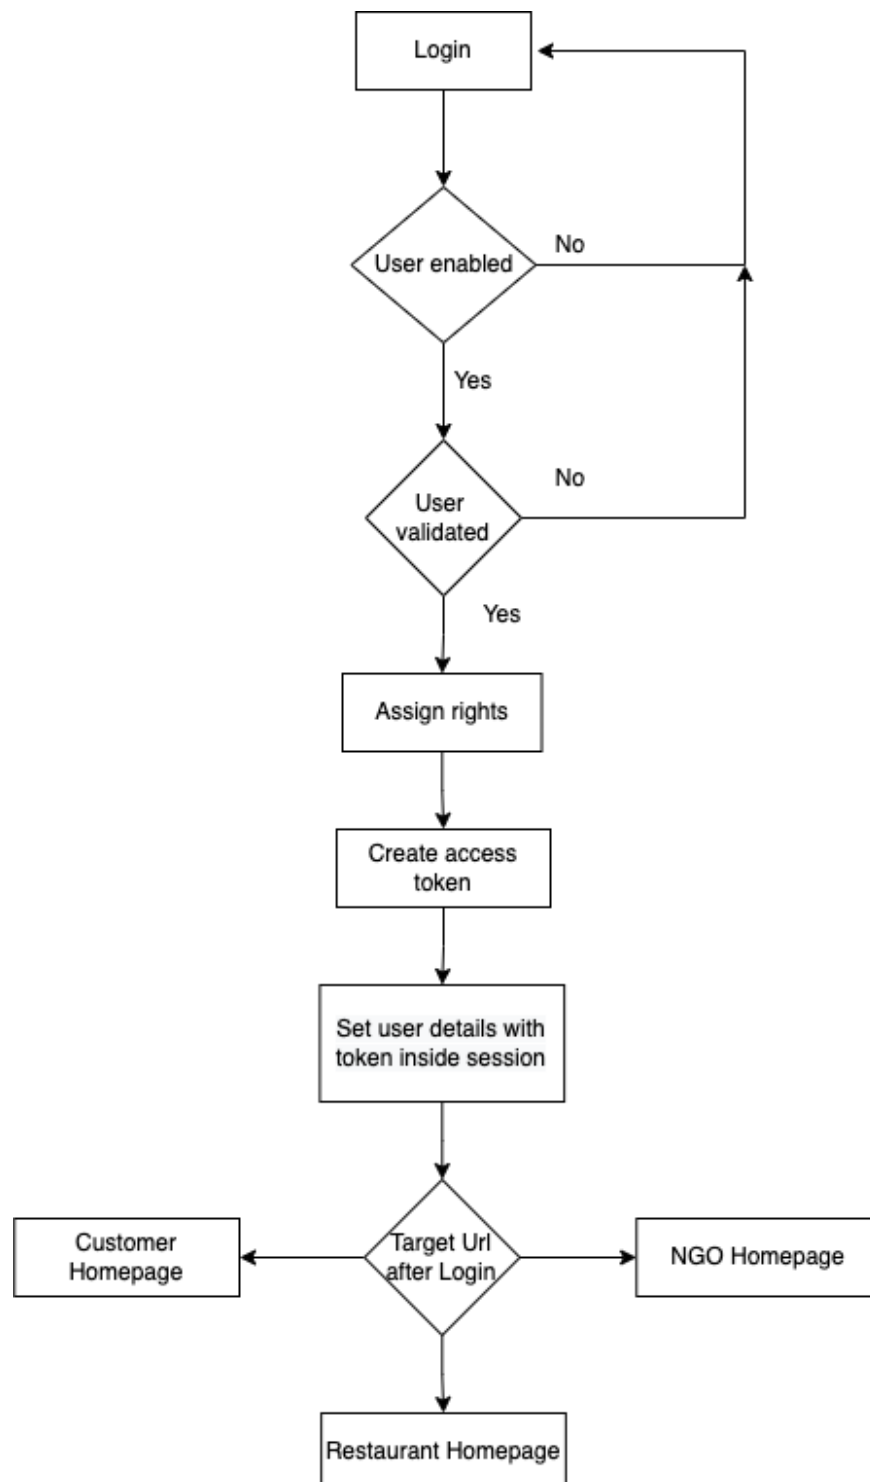 Login
No
User enabled
Yes
No
User
validated
Yes
Assign rights
Create access
token
Set user details with
token inside session
Customer
Homepage
Target Url
after Login
NGO Homepage
Restaurant Homepage